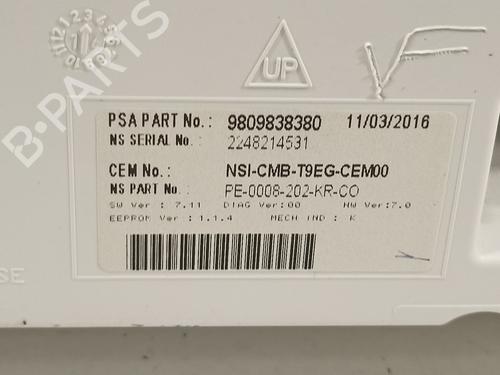 UP
PSA PART No.: 9809838380 11/03/2016
NS SERIAL No.: 2248214531
CEM No.: NSI-CMB-T9EG-CEM00
NS PART No.: PE-0008-202-KR-CO
SW Ver : 7.11 DIAG Ver:00 HW Ver:7.0
EEPROM Ver : 1.1.4 MECH IND : K
SE
B-PARTS